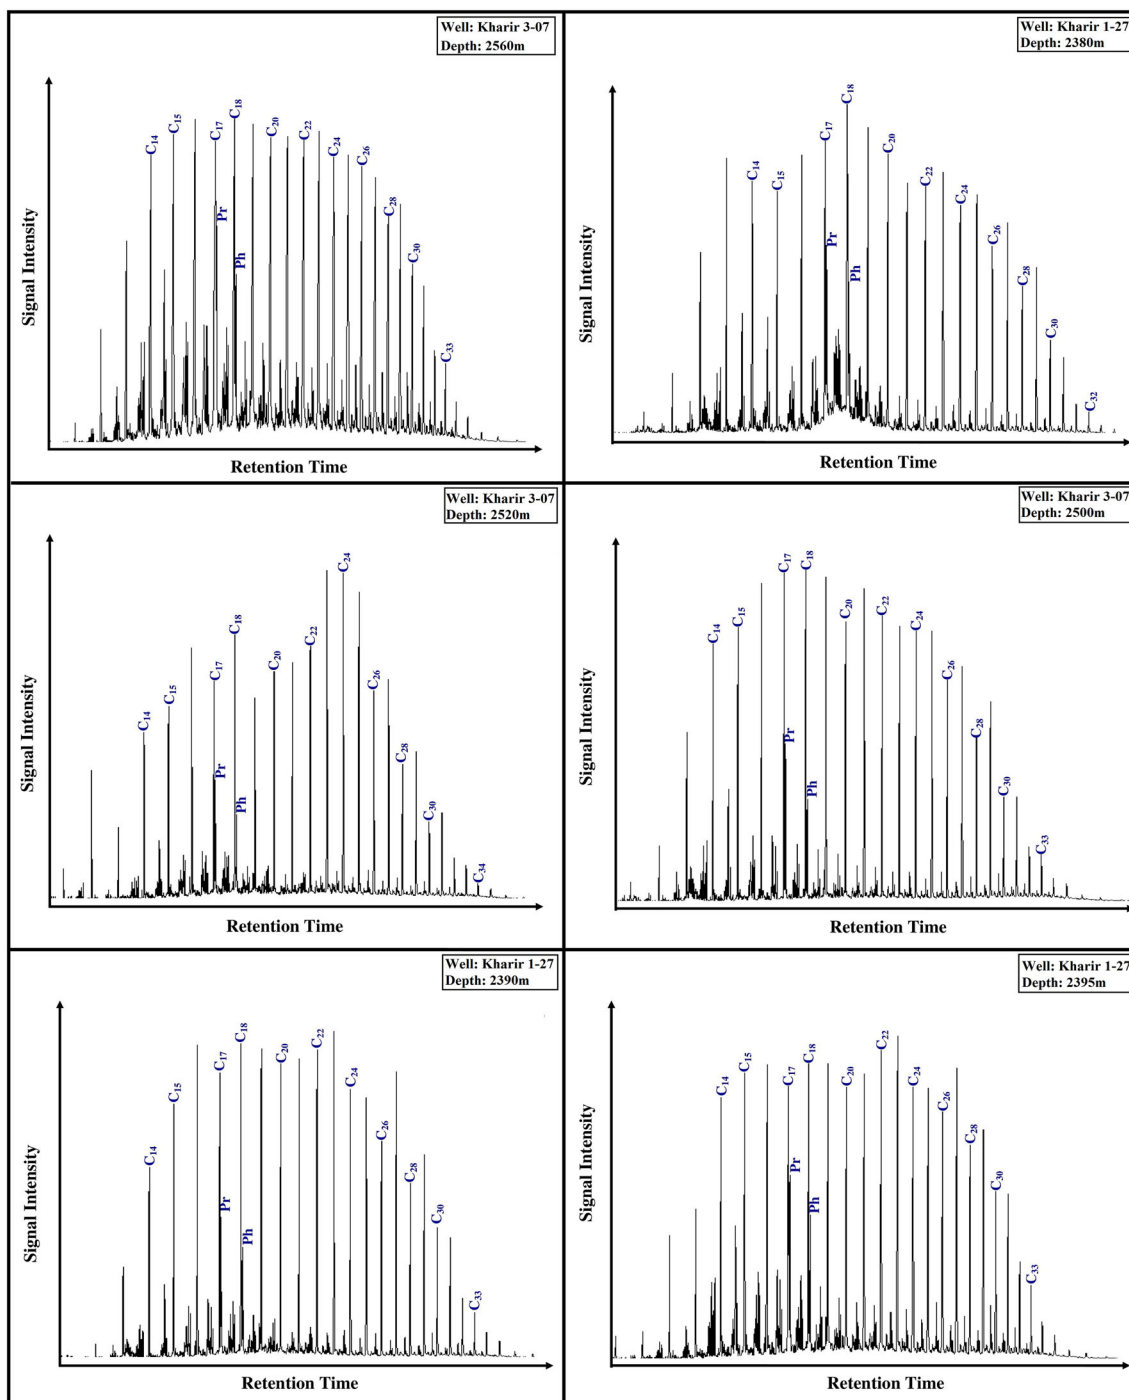 Well: Kharir 3-07
Depth: 2560m
Signal Intensity
C14
C15
C17
Pr
C18
Ph
C20
C22
C24
C26
C28
C30
C33
Retention Time
Well: Kharir 1-27
Depth: 2380m
Signal Intensity
C14
C15
C17
Pr
C18
Ph
C20
C22
C24
C26
C28
C30
C32
Retention Time
Well: Kharir 3-07
Depth: 2520m
Signal Intensity
C14
C15
C17
Pr
C18
Ph
C20
C22
C24
C26
C28
C30
C34
Retention Time
Well: Kharir 3-07
Depth: 2500m
Signal Intensity
C14
C15
C17
Pr
C18
Ph
C20
C22
C24
C26
C28
C30
C33
Retention Time
Well: Kharir 1-27
Depth: 2390m
Signal Intensity
C14
C15
C17
Pr
C18
Ph
C20
C22
C24
C26
C28
C30
C33
Retention Time
Well: Kharir 1-27
Depth: 2395m
Signal Intensity
C14
C15
C17
Pr
C18
Ph
C20
C22
C24
C26
C28
C30
C33
Retention Time